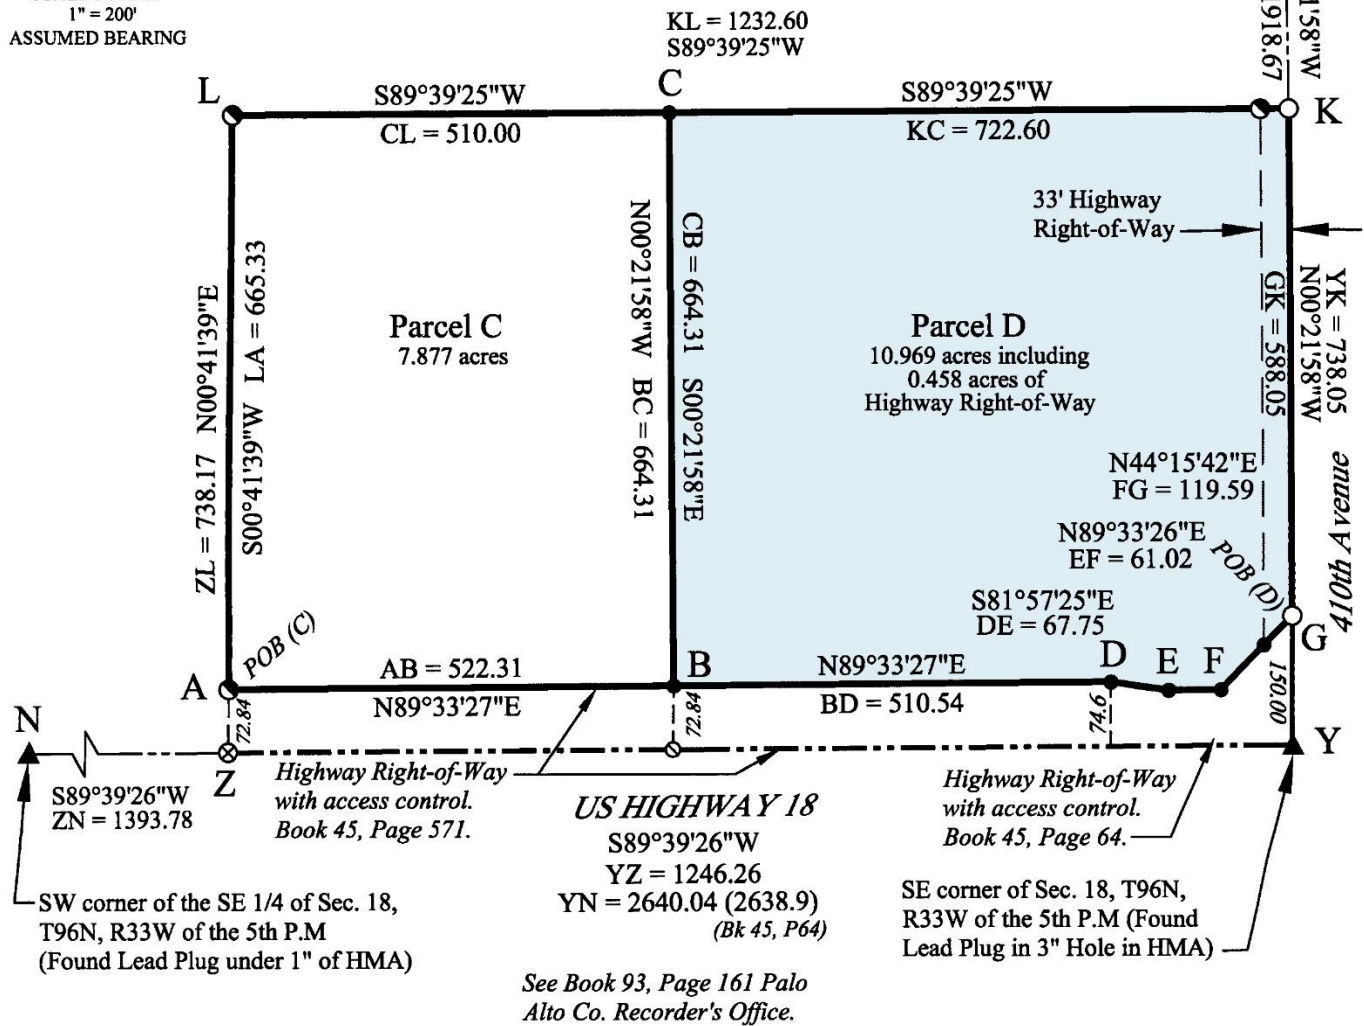 1" = 200'
ASSUMED BEARING
KL = 1232.60
S89°39'25"W
1'58"W
918.67
L
S89°39'25"W
CL = 510.00
C
S89°39'25"W
KC = 722.60
K
33' Highway
Right-of-Way
ZL = 738.17 N00°41'39"E
S00°41'39"W LA = 665.33
Parcel C
7.877 acres
N00°21'58"W BC = 664.31
CB = 664.31 S00°21'58"E
Parcel D
10.969 acres including
0.458 acres of
Highway Right-of-Way
GK = 588.05
N00°21'58"W
YK = 738.05
410th Avenue
N44°15'42"E
FG = 119.59
N89°33'26"E
EF = 61.02
POB (D)
S81°57'25"E
DE = 67.75
G
POB (C)
A
AB = 522.31
N89°33'27"E
B
N89°33'27"E
BD = 510.54
D
E
F
150.00
N
72.84
72.84
74.6
Y
Z
S89°39'26"W
ZN = 1393.78
Highway Right-of-Way
with access control.
Book 45, Page 571.
US HIGHWAY 18
S89°39'26"W
YZ = 1246.26
YN = 2640.04 (2638.9)
(Bk 45, P64)
Highway Right-of-Way
with access control.
Book 45, Page 64.
SW corner of the SE 1/4 of Sec. 18,
T96N, R33W of the 5th P.M
(Found Lead Plug under 1" of HMA)
SE corner of Sec. 18, T96N,
R33W of the 5th P.M (Found
Lead Plug in 3" Hole in HMA)
See Book 93, Page 161 Palo
Alto Co. Recorder's Office.